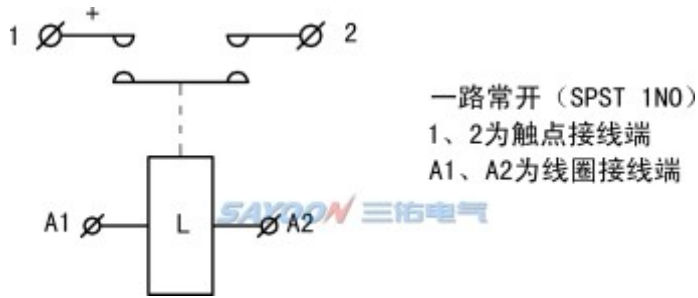 +
1
2
一路常开（SPST 1NO）
1、2为触点接线端
A1、A2为线圈接线端
A1
L
A2
SAYOON 三佑电气